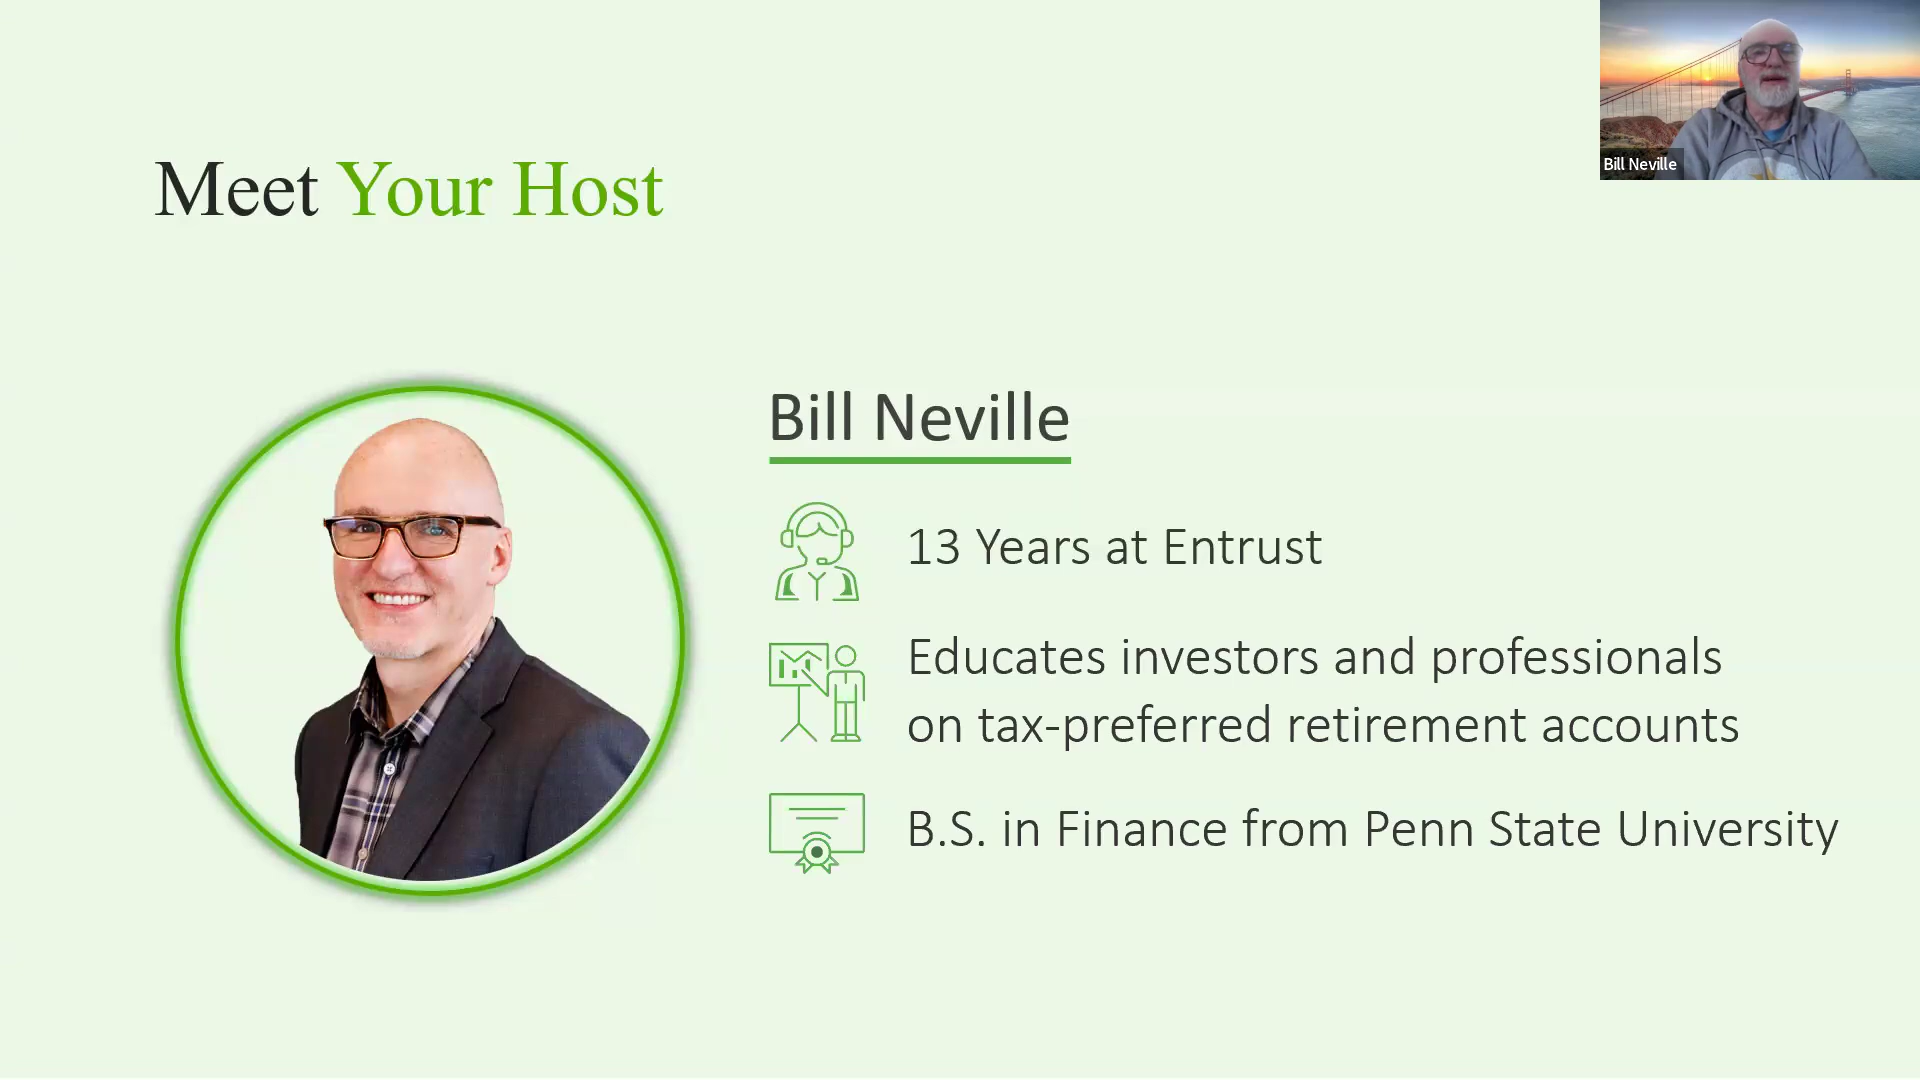 Meet Your Host
Bill Neville
Bill Neville
13 Years at Entrust
Educates investors and professionals
on tax-preferred retirement accounts
B.S. in Finance from Penn State University